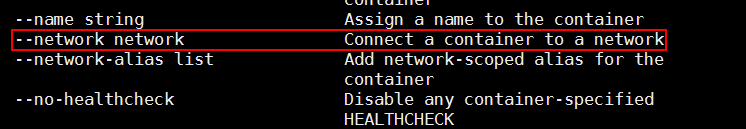 container
--name string Assign a name to the container
--network network Connect a container to a network
--network-alias list Add network-scoped alias for the
container
--no-healthcheck Disable any container-specified
HEALTHCHECK